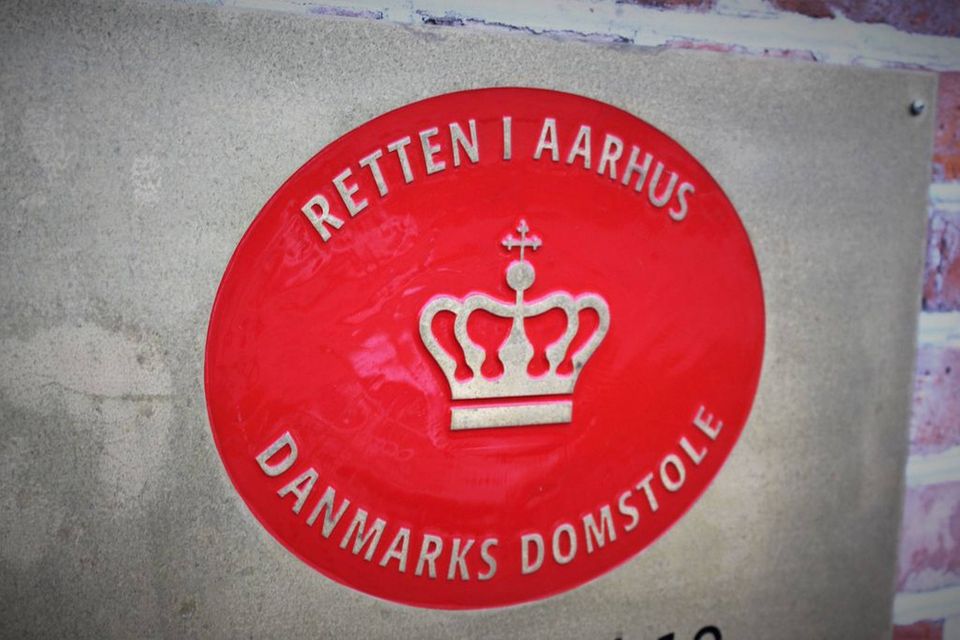 RETTEN I AARHUS
DANMARKS DOMSTOLE